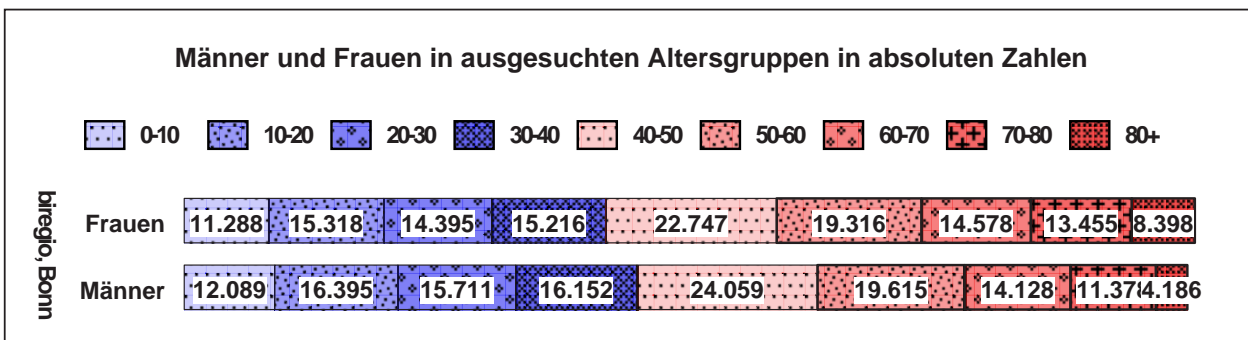 Männer und Frauen in ausgesuchten Altersgruppen in absoluten Zahlen
0-10 10-20 20-30 30-40 40-50 50-60 60-70 70-80 80+
biregio, Bonn
Frauen 11.288 15.318 14.395 15.216 22.747 19.316 14.578 13.455 8.398
Männer 12.089 16.395 15.711 16.152 24.059 19.615 14.128 11.378 4.186